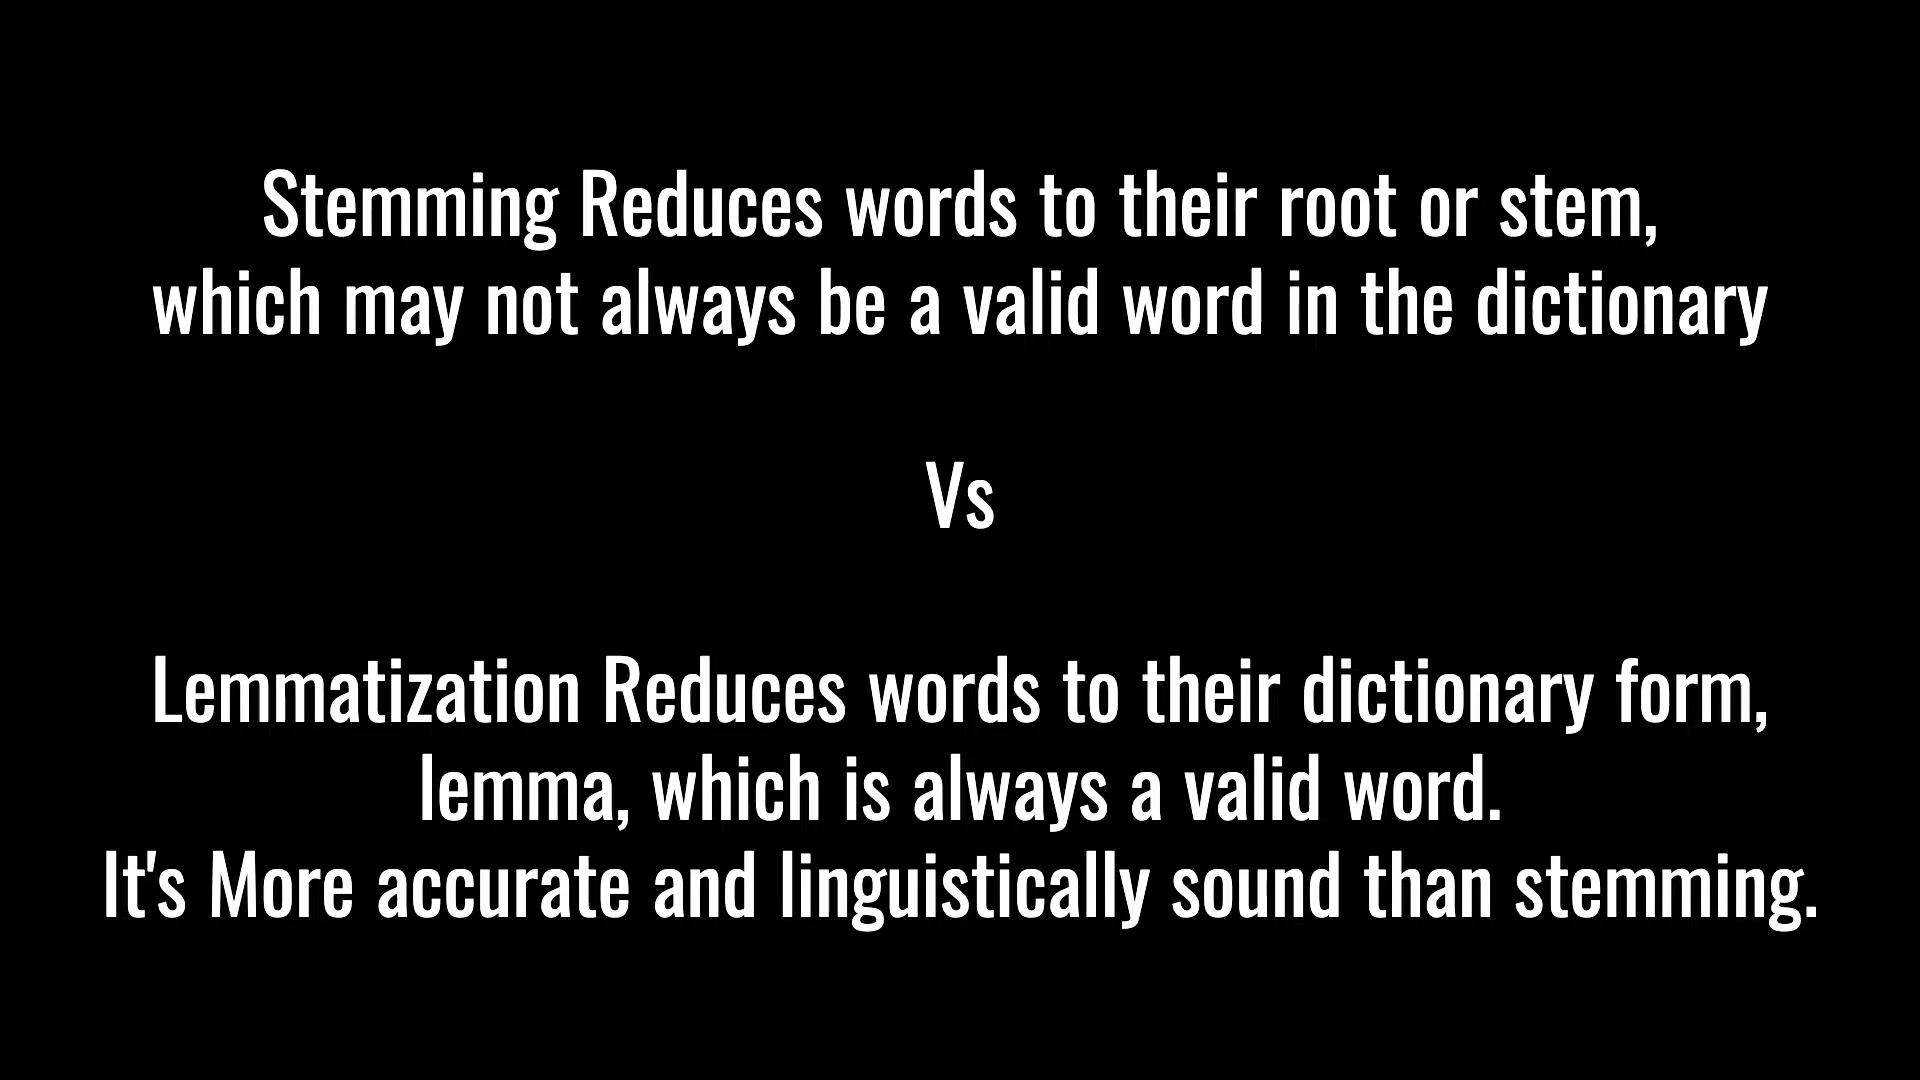 Stemming Reduces words to their root or stem,
which may not always be a valid word in the dictionary
Vs
Lemmatization Reduces words to their dictionary form,
lemma, which is always a valid word.
It's More accurate and linguistically sound than stemming.